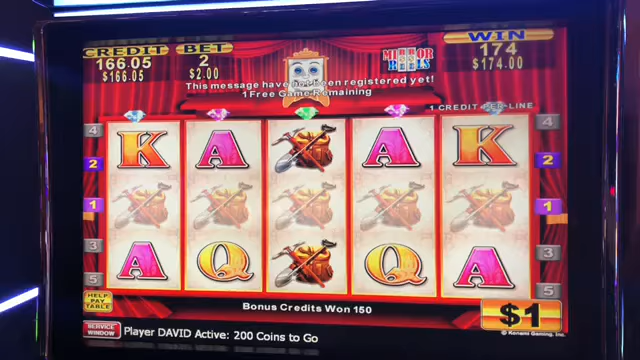 CREDIT BET WIN
166.05 2 174
$166.05 $2.00 $174.00
MIRROR
REELS
This message have not been registered yet!
1 Free Game Remaining
1 CREDIT PER LINE
4 K A A K 4
2 2
1 1
3 3
A Q Q A
5 5
HELP
PAY
TABLE
Bonus Credits Won 150
$1
© Konami Gaming, Inc.
SERVICE
WINDOW
Player DAVID Active: 200 Coins to Go